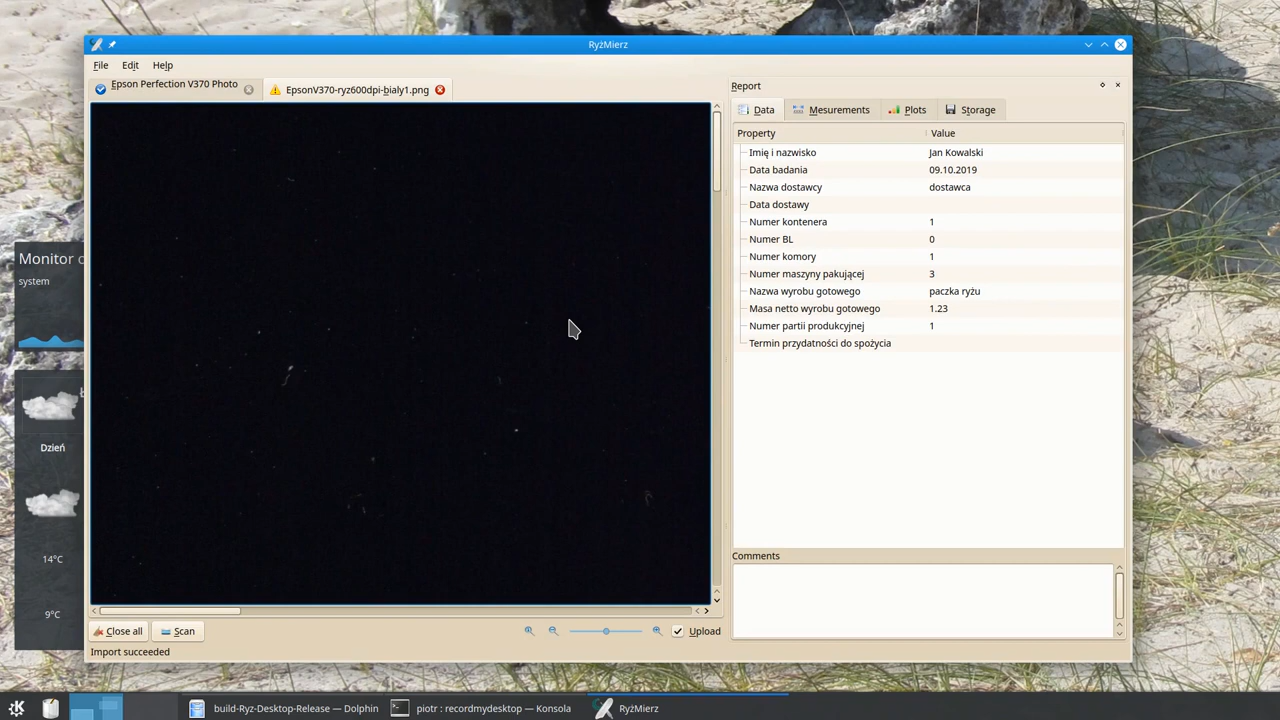 RyżMierz
File Edit Help
Epson Perfection V370 Photo
EpsonV370-ryz600dpi-bialy1.png
Report
Data Mesurements Plots Storage
Property Value
Imię i nazwisko Jan Kowalski
Data badania 09.10.2019
Nazwa dostawcy dostawca
Data dostawy
Numer kontenera 1
Numer BL 0
Numer komory 1
Numer maszyny pakującej 3
Nazwa wyrobu gotowego paczka ryżu
Masa netto wyrobu gotowego 1.23
Numer partii produkcyjnej 1
Termin przydatności do spożycia
Comments
Close all Scan Upload
Import succeeded
Monitor
system
Dzień
14°C
9°C
build-Ryz-Desktop-Release — Dolphin
piotr : recordmydesktop — Konsola
RyżMierz